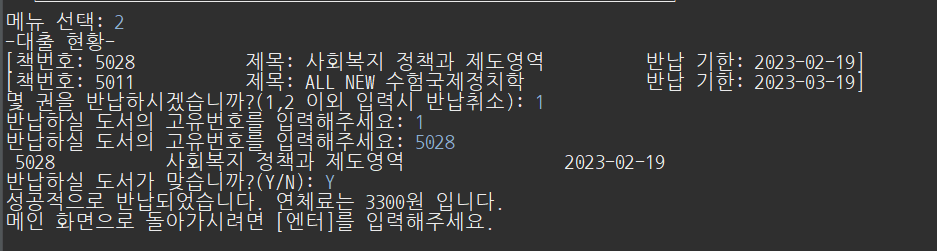 메뉴 선택: 2
-대출 현황-
[책번호: 5028 제목: 사회복지 정책과 제도영역 반납 기한: 2023-02-19]
[책번호: 5011 제목: ALL NEW 수험국제정치학 반납 기한: 2023-03-19]
몇 권을 반납하시겠습니까?(1,2 이외 입력시 반납취소): 1
반납하실 도서의 고유번호를 입력해주세요: 1
반납하실 도서의 고유번호를 입력해주세요: 5028
5028 사회복지 정책과 제도영역 2023-02-19
반납하실 도서가 맞습니까?(Y/N): Y
성공적으로 반납되었습니다. 연체료는 3300원 입니다.
메인 화면으로 돌아가시려면 [엔터]를 입력해주세요.